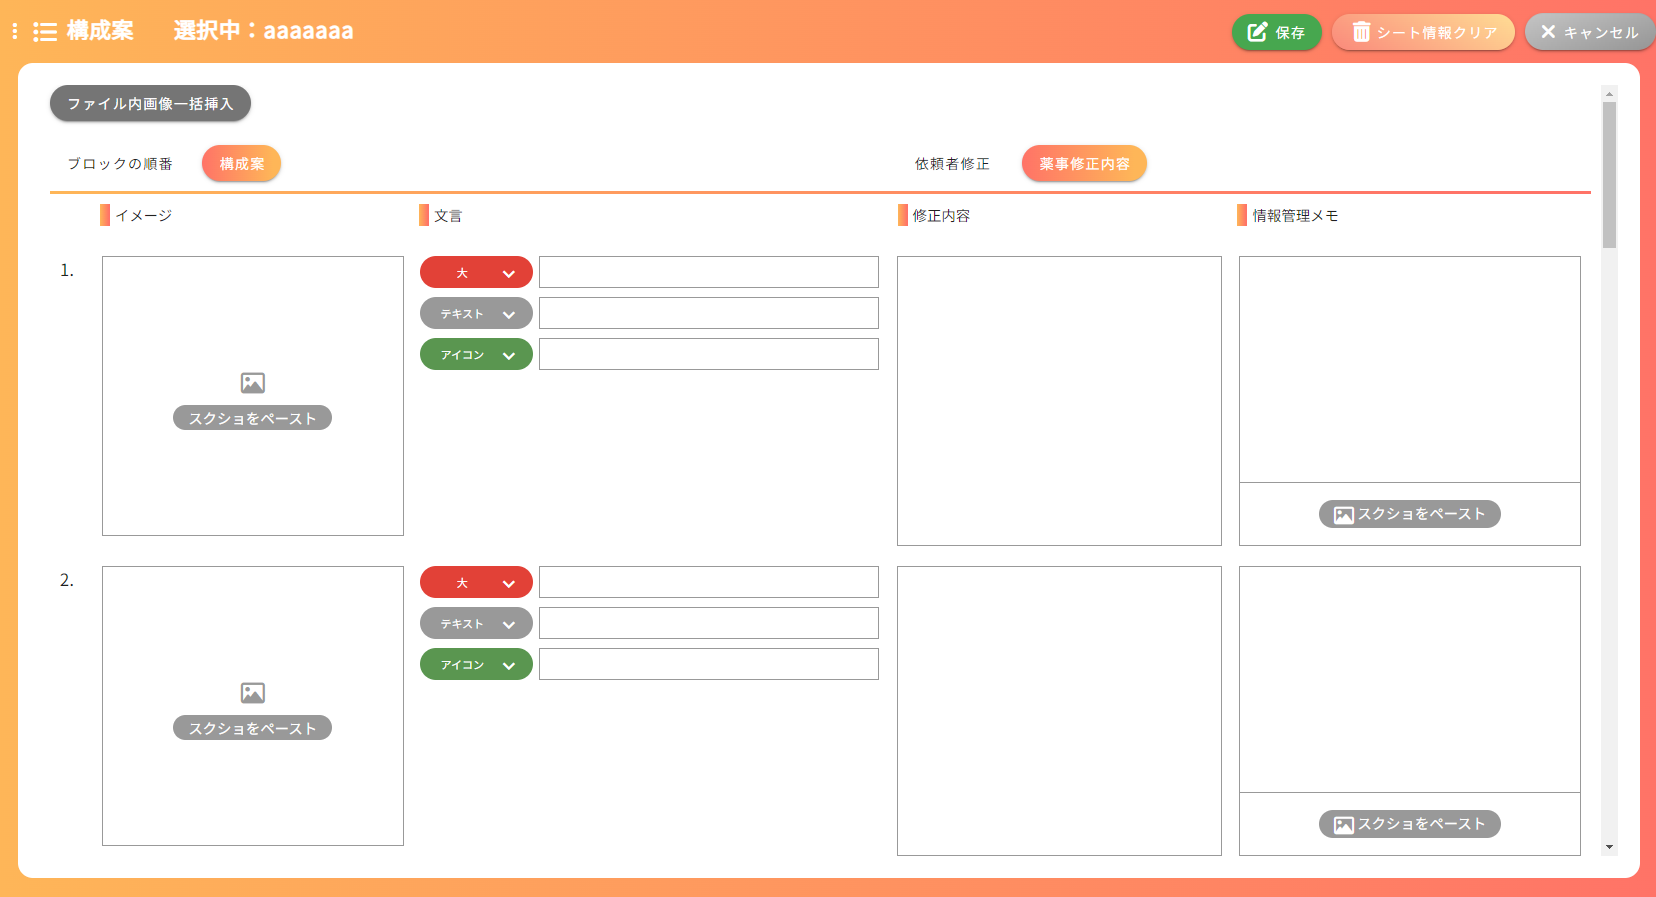 構成案 選択中：aaaaaaa 保存 シート情報クリア キャンセル
ファイル内画像一括挿入
ブロックの順番 構成案 依頼者修正 薬事修正内容
イメージ 文言 修正内容 情報管理メモ
1.
大
テキスト
アイコン
スクショをペースト
スクショをペースト
2.
大
テキスト
アイコン
スクショをペースト
スクショをペースト